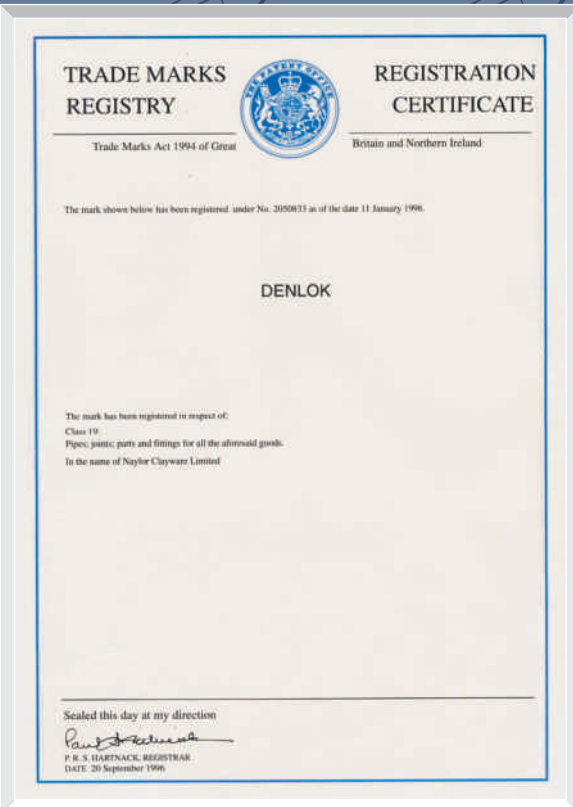 TRADE MARKS
REGISTRY
THE PATENT OFFICE
REGISTRATION
CERTIFICATE
Trade Marks Act 1994 of Great
Britain and Northern Ireland
The mark shown below has been registered under No. 2050833 as of the date 11 January 1996.
DENLOK
The mark has been registered in respect of:
Class 19:
Pipes; joints; parts and fittings for all the aforesaid goods.
In the name of Naylor Clayware Limited
Sealed this day at my direction
P. R. S. HARTNACK, REGISTRAR
DATE 20 September 1996